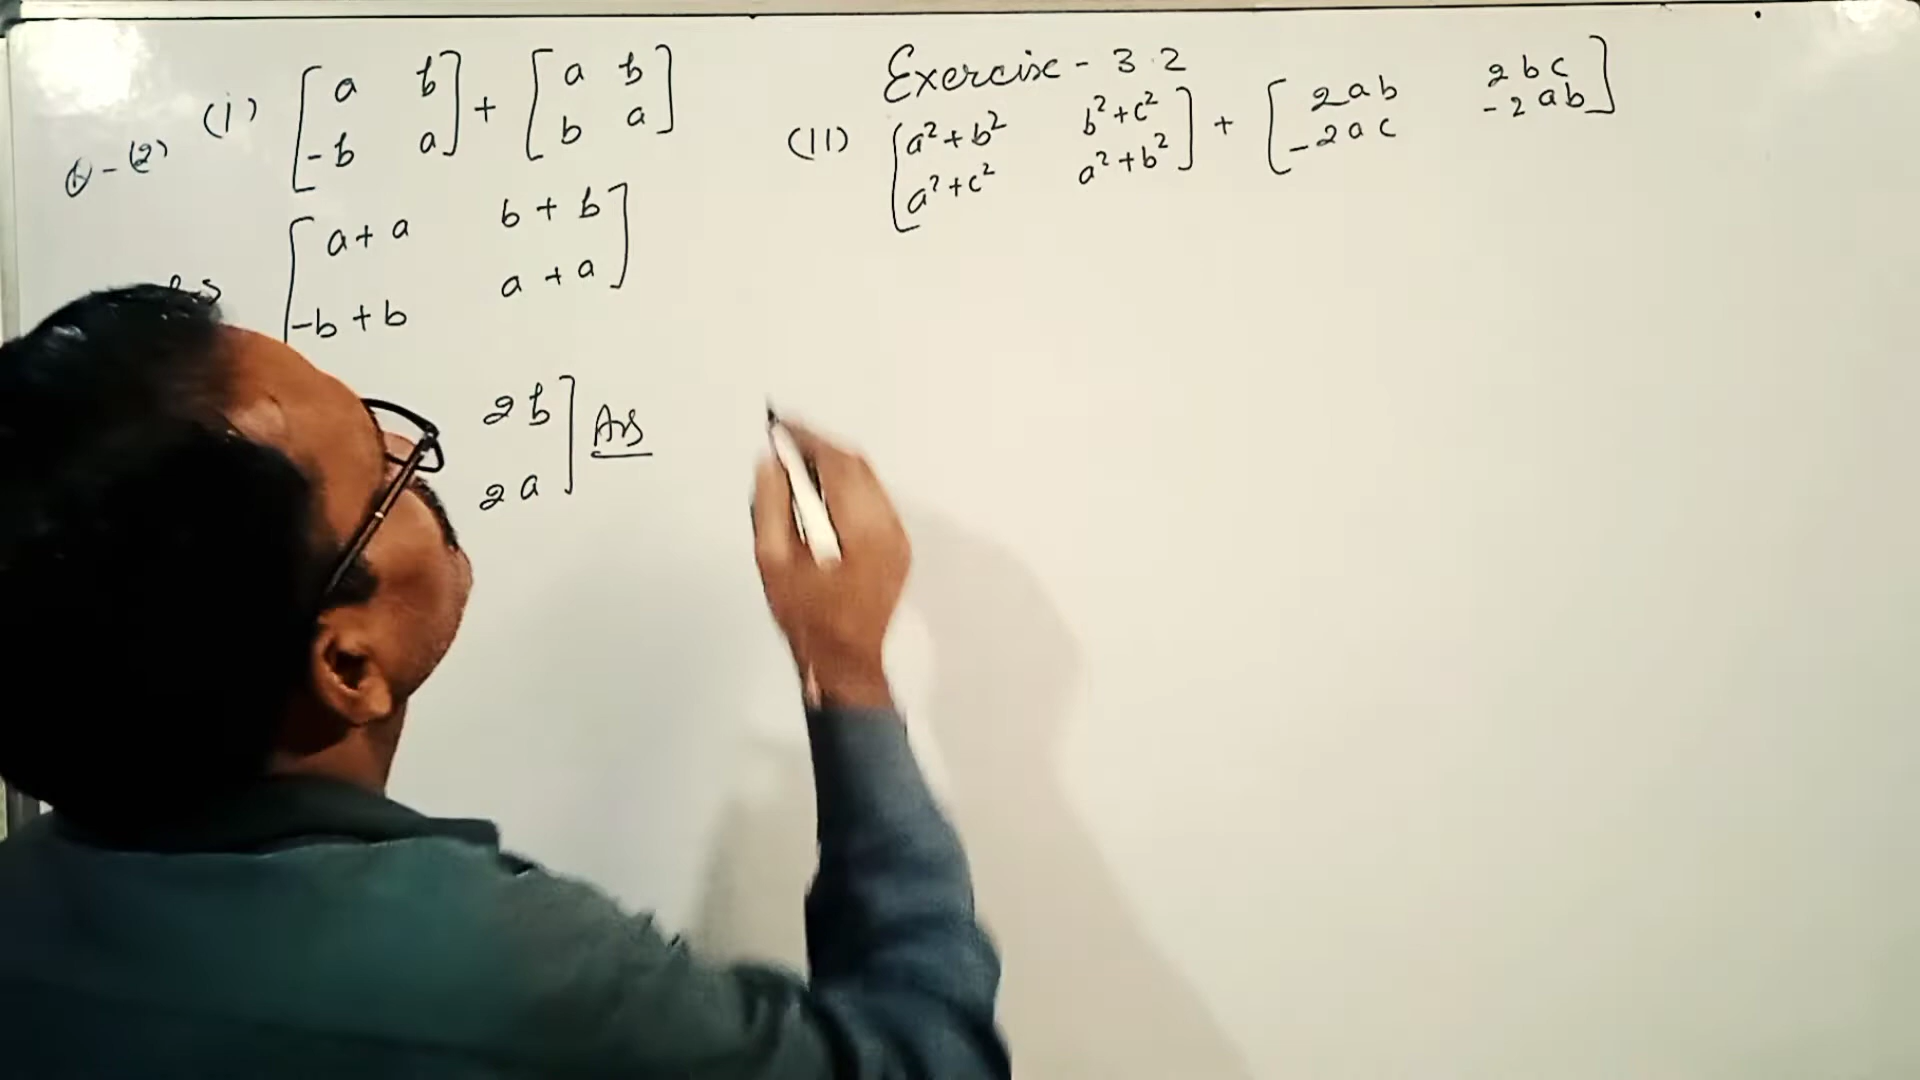 Exercise - 3.2
Q-(2) (i) [ a b -b a ] + [ a b b a ]
[ a + a b + b -b + b a + a ]
2b
2a ] Ans
(II) [ a²+b² b²+c² a²+c² a²+b² ] + [ 2ab 2bc -2ac -2ab ]